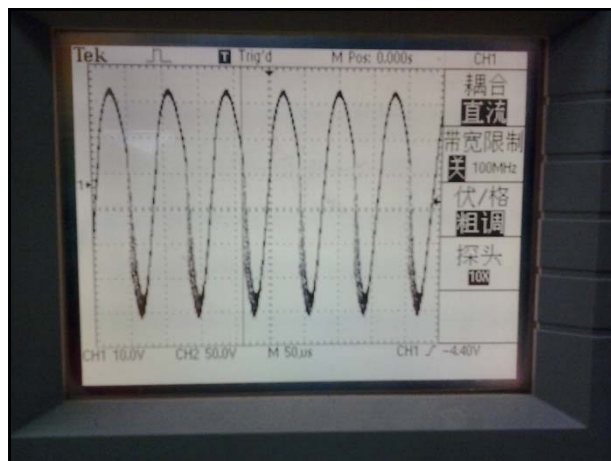 Tek T Trig'd M Pos: 0.000s CH1
耦合
直流
带宽限制
关 100MHz
伏/格
粗调
探头
10X
1
CH1 10.0V CH2 50.0V M 50µs CH1 -4.40V